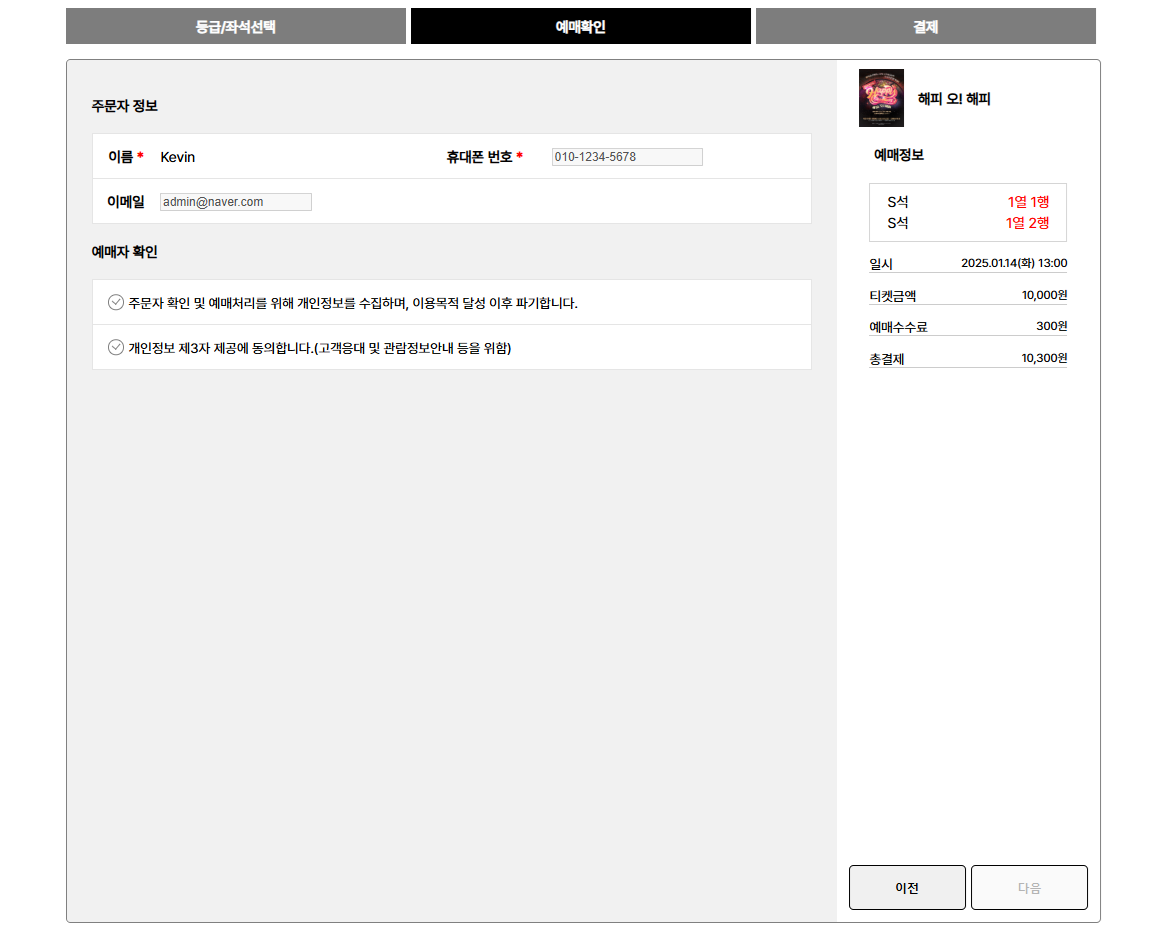 등급/좌석선택 예매확인 결제
주문자 정보
이름 * Kevin 휴대폰 번호 * 010-1234-5678
이메일 admin@naver.com
예매자 확인
주문자 확인 및 예매처리를 위해 개인정보를 수집하며, 이용목적 달성 이후 파기합니다.
개인정보 제3자 제공에 동의합니다.(고객응대 및 관람정보안내 등을 위함)
해피 오! 해피
예매정보
S석 1열 1행
S석 1열 2행
일시 2025.01.14(화) 13:00
티켓금액 10,000원
예매수수료 300원
총결제 10,300원
이전 다음